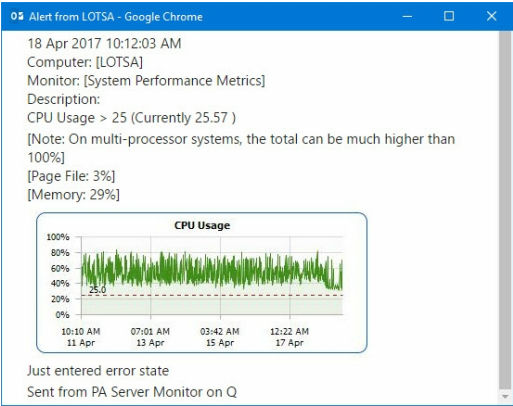 Alert from LOTSA - Google Chrome
18 Apr 2017 10:12:03 AM
Computer: [LOTSA]
Monitor: [System Performance Metrics]
Description:
CPU Usage > 25 (Currently 25.57 )
[Note: On multi-processor systems, the total can be much higher than
100%]
[Page File: 3%]
[Memory: 29%]
CPU Usage
100%
80%
60%
40%
25.0
20%
0%
10:10 AM 07:01 AM 03:42 AM 12:22 AM
11 Apr 13 Apr 15 Apr 17 Apr
Just entered error state
Sent from PA Server Monitor on Q